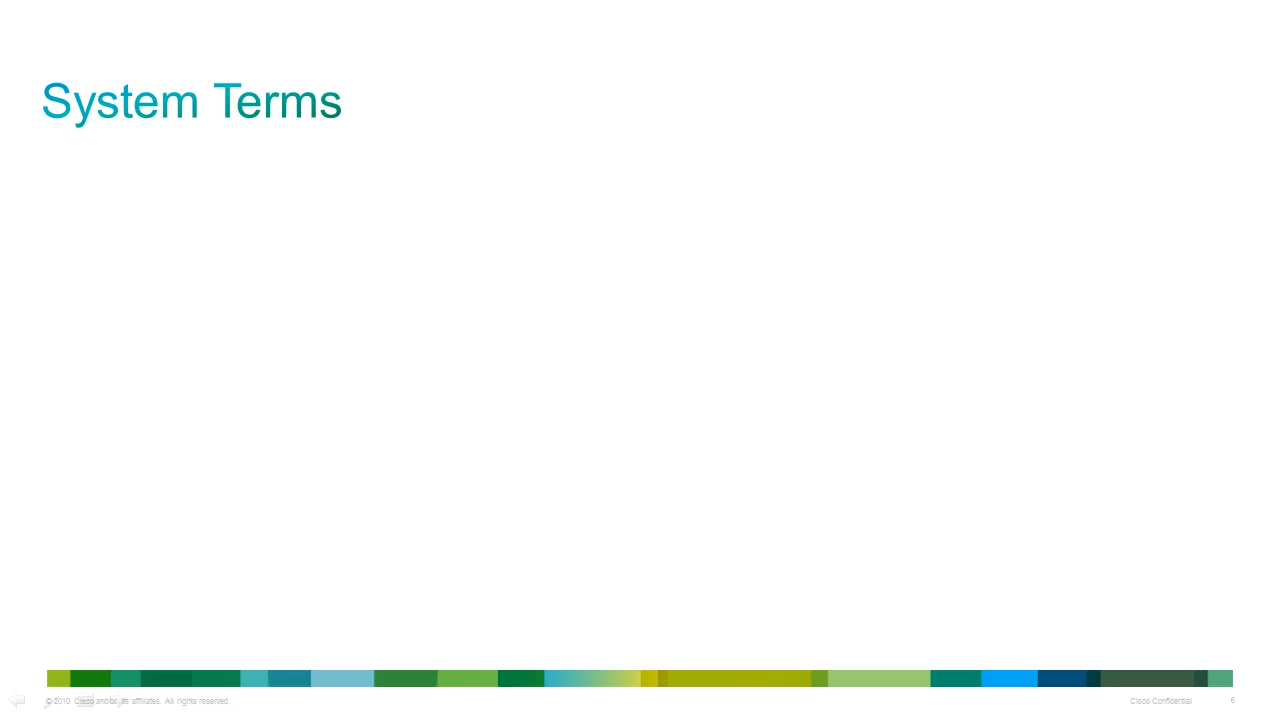 System Terms
© 2010 Cisco and/or its affiliates. All rights reserved.
Cisco Confidential
6